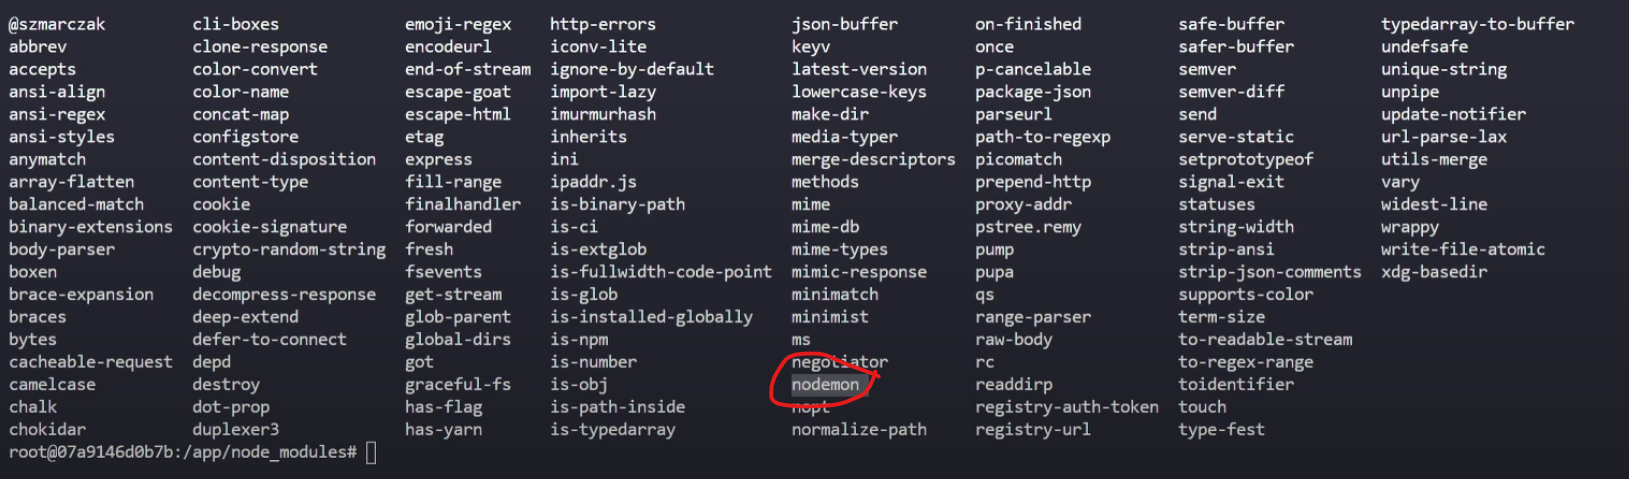 @szmarczak cli-boxes emoji-regex http-errors json-buffer on-finished safe-buffer typedarray-to-buffer
abbrev clone-response encodeurl iconv-lite keyv once safer-buffer undefsafe
accepts color-convert end-of-stream ignore-by-default latest-version p-cancelable semver unique-string
ansi-align color-name escape-goat import-lazy lowercase-keys package-json semver-diff unpipe
ansi-regex concat-map escape-html imurmurhash make-dir parseurl send update-notifier
ansi-styles configstore etag inherits media-typer path-to-regexp serve-static url-parse-lax
anymatch content-disposition express ini merge-descriptors picomatch setprototypeof utils-merge
array-flatten content-type fill-range ipaddr.js methods prepend-http signal-exit vary
balanced-match cookie finalhandler is-binary-path mime proxy-addr statuses widest-line
binary-extensions cookie-signature forwarded is-ci mime-db pstree.remy string-width wrappy
body-parser crypto-random-string fresh is-extglob mime-types pump strip-ansi write-file-atomic
boxen debug fsevents is-fullwidth-code-point mimic-response pupa strip-json-comments xdg-basedir
brace-expansion decompress-response get-stream is-glob minimatch qs supports-color
braces deep-extend glob-parent is-installed-globally minimist range-parser term-size
bytes defer-to-connect global-dirs is-npm ms raw-body to-readable-stream
cacheable-request depd got is-number negotiator rc to-regex-range
camelcase destroy graceful-fs is-obj nodemon readdirp toidentifier
chalk dot-prop has-flag is-path-inside nopt registry-auth-token touch
chokidar duplexer3 has-yarn is-typedarray normalize-path registry-url type-fest
root@07a9146d0b7b:/app/node_modules#